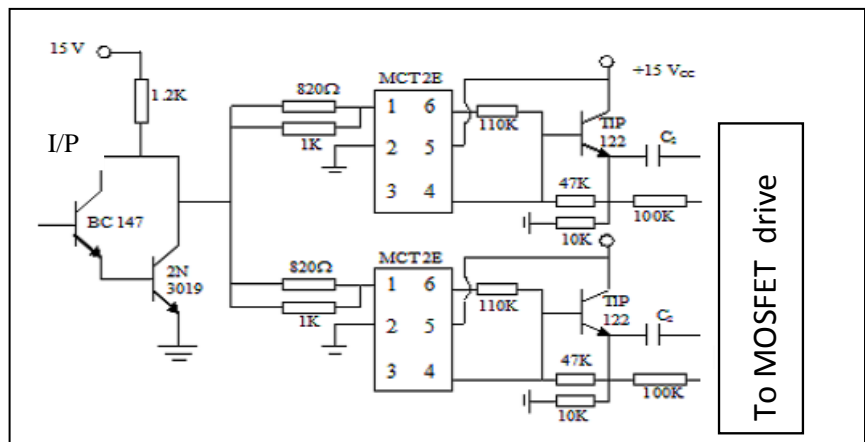 15 V
1.2K
I/P
BC 147
2N
3019
820Ω
1K
MCT2E
1 6
2 5
3 4
110K
+15 Vcc
TIP
122
Cs
47K
100K
10K
820Ω
1K
MCT2E
1 6
2 5
3 4
110K
TIP
122
47K
100K
10K
To MOSFET drive